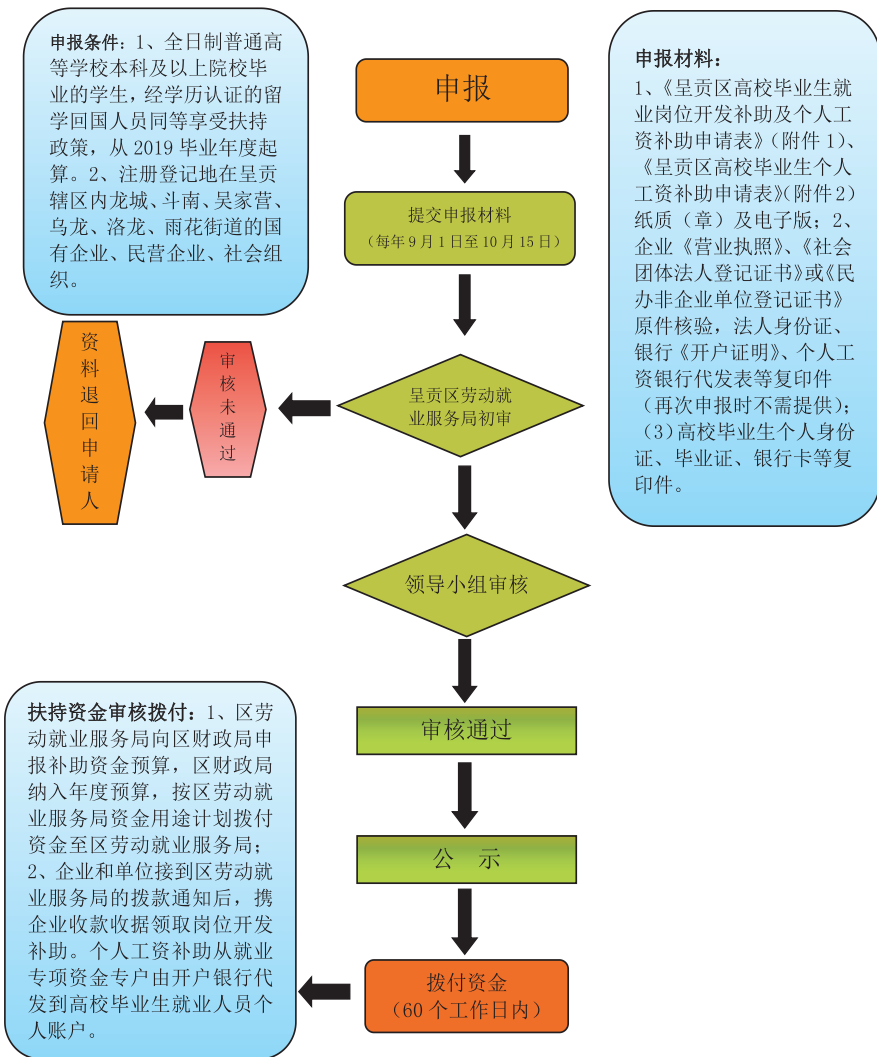 申报条件：1、全日制普通高
等学校本科及以上院校毕
业的学生，经学历认证的留
学回国人员同等享受扶持
政策，从 2019 毕业年度起
算。2、注册登记地在呈贡
辖区内龙城、斗南、吴家营、
乌龙、洛龙、雨花街道的国
有企业、民营企业、社会组
织。
申报
提交申报材料
（每年 9 月 1 日至 10 月 15 日）
申报材料：
1、《呈贡区高校毕业生就
业岗位开发补助及个人工
资补助申请表》（附件 1）、
《呈贡区高校毕业生个人
工资补助申请表》（附件 2）
纸质（章）及电子版；2、
企业《营业执照》、《社会
团体法人登记证书》或《民
办非企业单位登记证书》
原件核验，法人身份证、
银行《开户证明》、个人工
资银行代发表等复印件
（再次申报时不需提供）；
（3）高校毕业生个人身份
证、毕业证、银行卡等复
印件。
呈贡区劳动就
业服务局初审
审核未通过
资料退回申请人
领导小组审核
审核通过
公 示
拨付资金
（60 个工作日内）
扶持资金审核拨付：1、区劳
动就业服务局向区财政局申
报补助资金预算，区财政局
纳入年度预算，按区劳动就
业服务局资金用途计划拨付
资金至区劳动就业服务局；
2、企业和单位接到区劳动就
业服务局的拨款通知后，携
企业收款收据领取岗位开发
补助。个人工资补助从就业
专项资金专户由开户银行代
发到高校毕业生就业人员个
人账户。